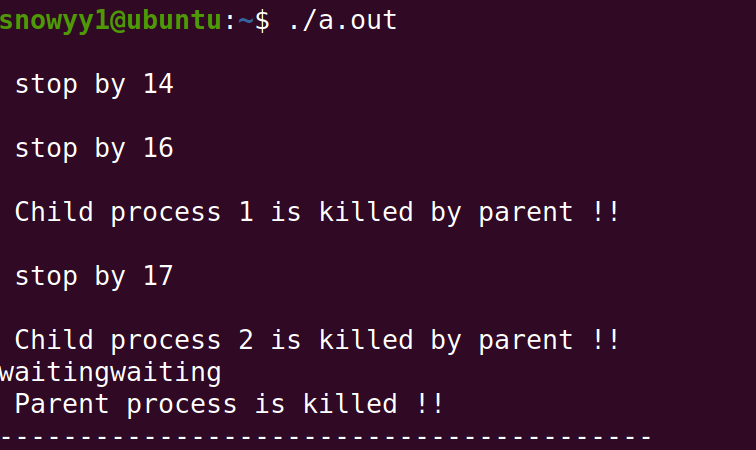 snowyy1@ubuntu:~$ ./a.out
stop by 14
stop by 16
Child process 1 is killed by parent !!
stop by 17
Child process 2 is killed by parent !!
waitingwaiting
Parent process is killed !!
-----------------------------------------